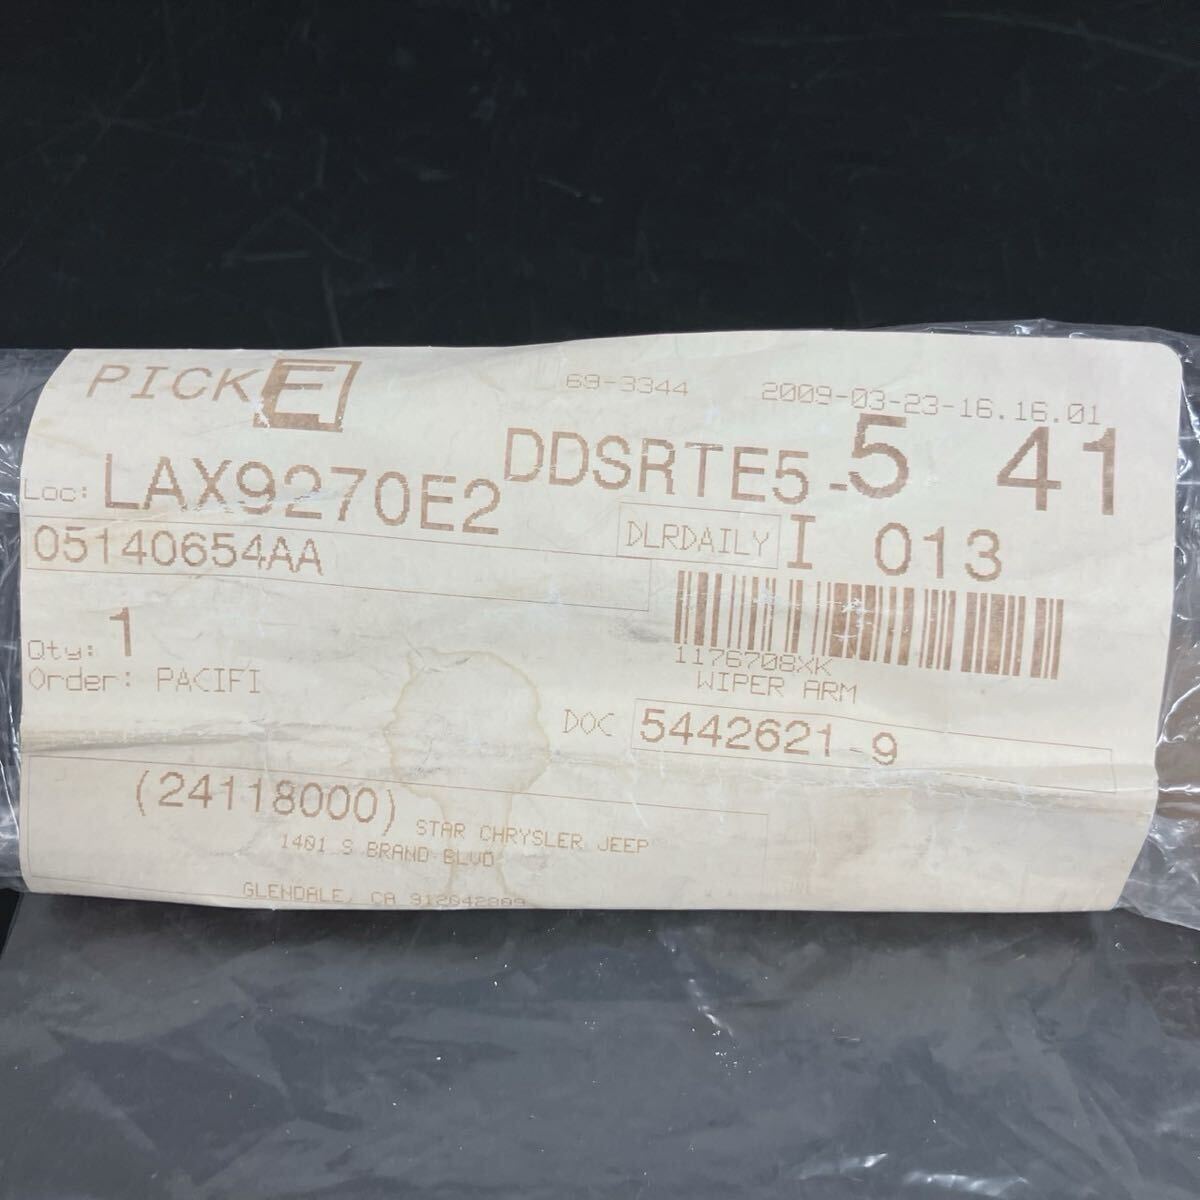 PICK E 69-3344 2009-03-23-16.16.01
Loc: LAX9270E2 DDSRTE5-5 41
05140654AA DLRDAILY I 013
1176708XK
Qty: 1 WIPER ARM
Order: PACIFI
DOC 5442621-9
(24118000) STAR CHRYSLER JEEP
1401 S BRAND BLVD
GLENDALE, CA 912042809